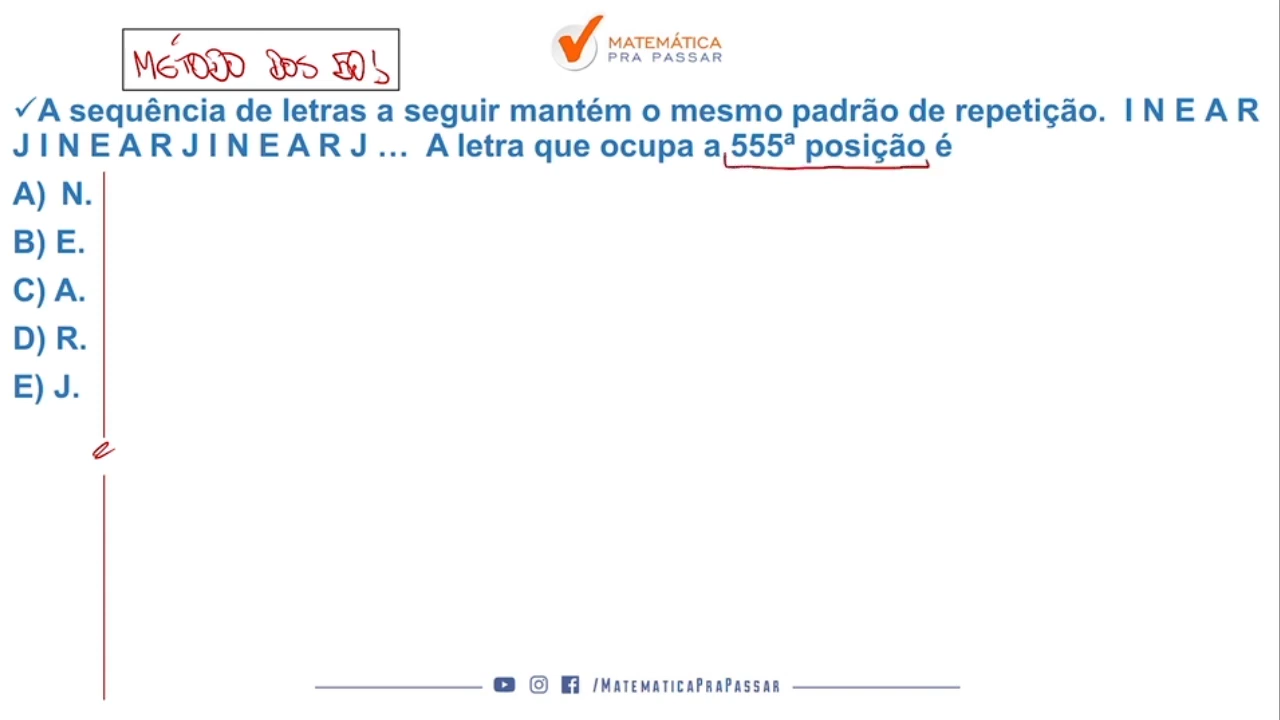 MATEMÁTICA
PRA PASSAR
MÉTODO DOS 50!
✓A sequência de letras a seguir mantém o mesmo padrão de repetição. I N E A R
J I N E A R J I N E A R J ... A letra que ocupa a 555ª posição é
A) N.
B) E.
C) A.
D) R.
E) J.
/MATEMATICAPRAPASSAR